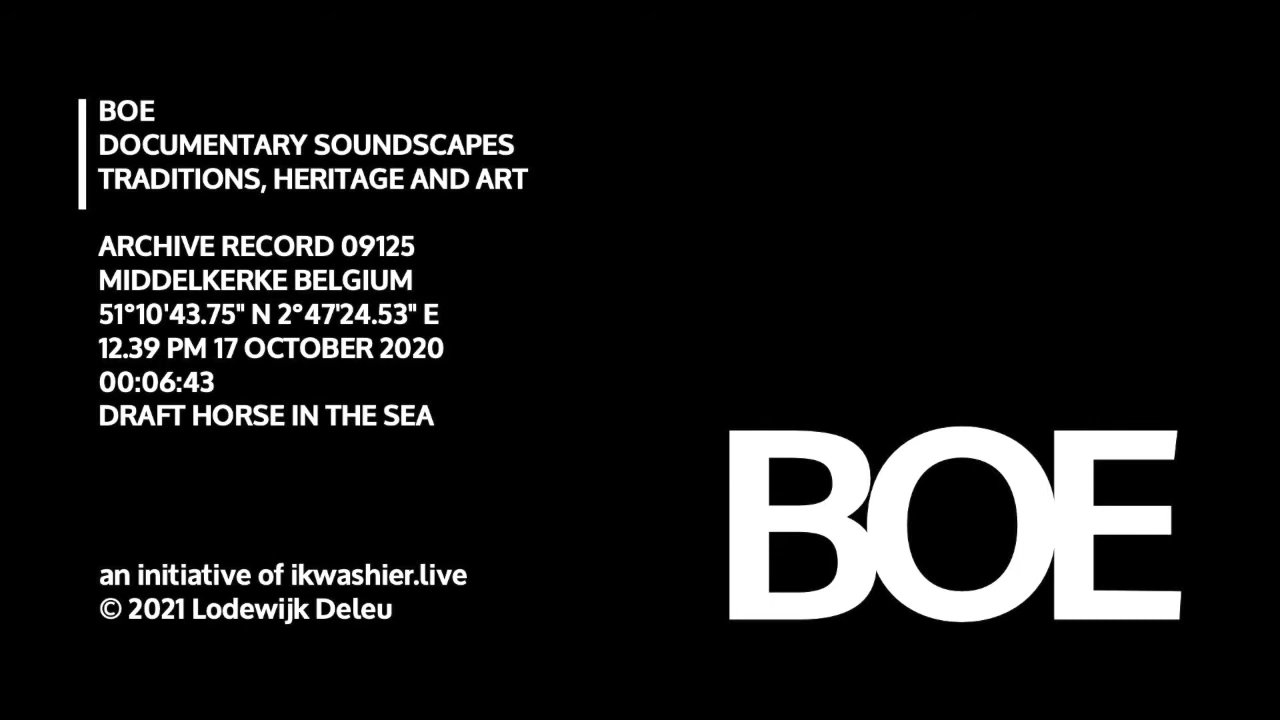 BOE
DOCUMENTARY SOUNDSCAPES
TRADITIONS, HERITAGE AND ART
ARCHIVE RECORD 09125
MIDDELKERKE BELGIUM
51°10'43.75" N 2°47'24.53" E
12.39 PM 17 OCTOBER 2020
00:06:43
DRAFT HORSE IN THE SEA
an initiative of ikwashier.live
© 2021 Lodewijk Deleu
BOE